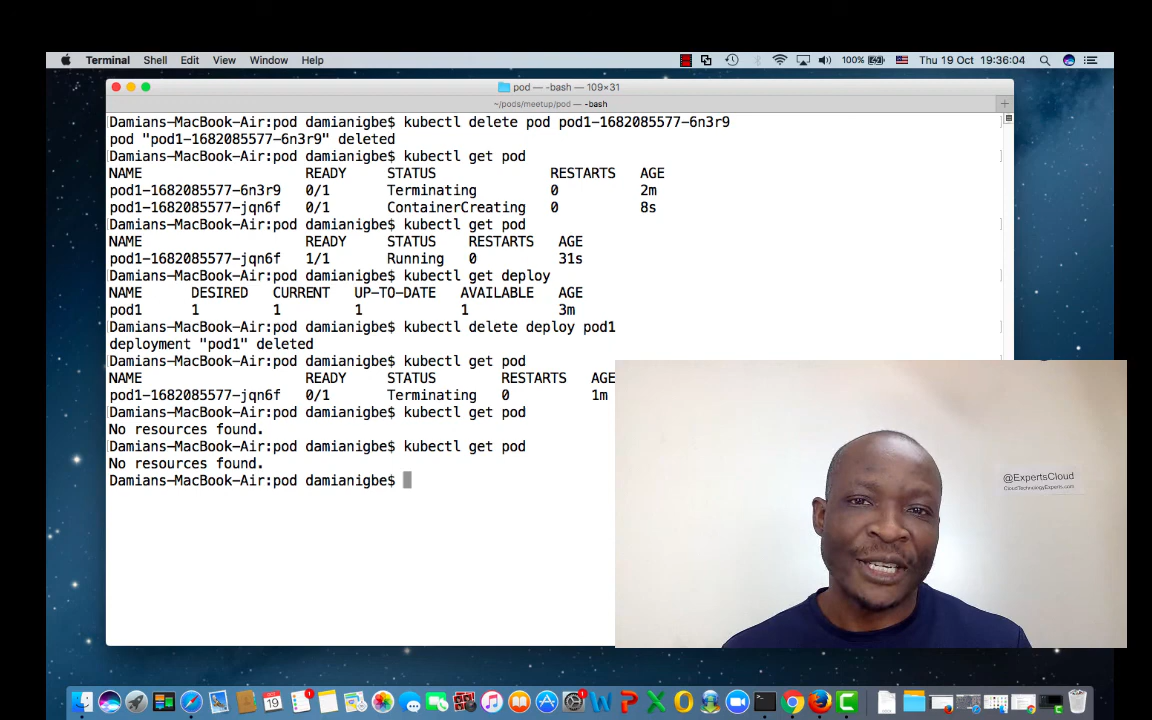 Terminal Shell Edit View Window Help 100% Thu 19 Oct 19:36:04
pod — -bash — 109×31
~/pods/meetup/pod — -bash
Damians-MacBook-Air:pod damianigbe$ kubectl delete pod pod1-1682085577-6n3r9
pod "pod1-1682085577-6n3r9" deleted
Damians-MacBook-Air:pod damianigbe$ kubectl get pod
NAME READY STATUS RESTARTS AGE
pod1-1682085577-6n3r9 0/1 Terminating 0 2m
pod1-1682085577-jqn6f 0/1 ContainerCreating 0 8s
Damians-MacBook-Air:pod damianigbe$ kubectl get pod
NAME READY STATUS RESTARTS AGE
pod1-1682085577-jqn6f 1/1 Running 0 31s
Damians-MacBook-Air:pod damianigbe$ kubectl get deploy
NAME DESIRED CURRENT UP-TO-DATE AVAILABLE AGE
pod1 1 1 1 1 3m
Damians-MacBook-Air:pod damianigbe$ kubectl delete deploy pod1
deployment "pod1" deleted
Damians-MacBook-Air:pod damianigbe$ kubectl get pod
NAME READY STATUS RESTARTS AGE
pod1-1682085577-jqn6f 0/1 Terminating 0 1m
Damians-MacBook-Air:pod damianigbe$ kubectl get pod
No resources found.
Damians-MacBook-Air:pod damianigbe$ kubectl get pod
No resources found.
Damians-MacBook-Air:pod damianigbe$
@ExpertsCloud
CloudTechnologyExperts.com
19
1
1